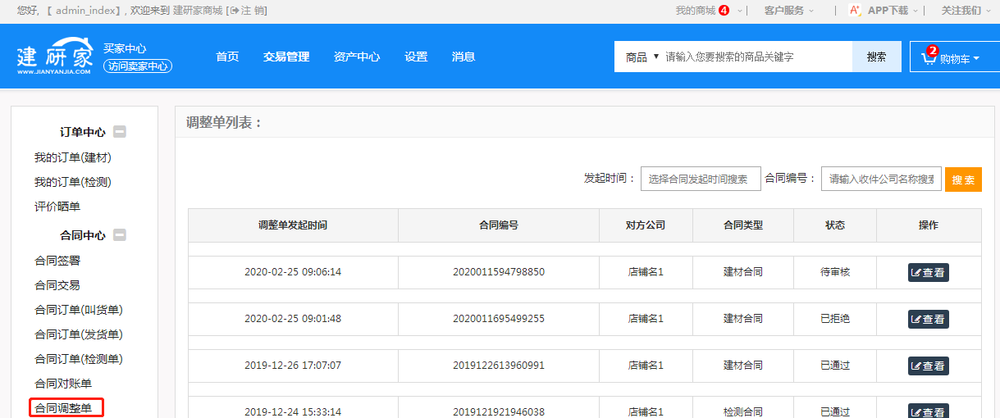 您好, 【 admin_index】, 欢迎来到 建研家商城 [注 销]
我的商城 4 | 客户服务 | APP下载 | 关注我们
建研家
WWW.JIANYANJIA.COM
买家中心
访问卖家中心
首页 交易管理 资产中心 设置 消息
商品 ▼ 请输入您要搜索的商品关键字 搜索
2 购物车
订单中心
我的订单(建材)
我的订单(检测)
评价晒单
合同中心
合同签署
合同交易
合同订单(叫货单)
合同订单(发货单)
合同订单(检测单)
合同对账单
合同调整单
调整单列表：
发起时间： 选择合同发起时间搜索 合同编号： 请输入收件公司名称搜索 搜 索
调整单发起时间 合同编号 对方公司 合同类型 状态 操作
2020-02-25 09:06:14 2020011594798850 店铺名1 建材合同 待审核 查看
2020-02-25 09:01:48 2020011695499255 店铺名1 建材合同 已拒绝 查看
2019-12-26 17:07:07 2019122613960991 店铺名1 建材合同 已通过 查看
2019-12-24 15:33:14 2019121921946038 店铺名1 检测合同 已通过 查看